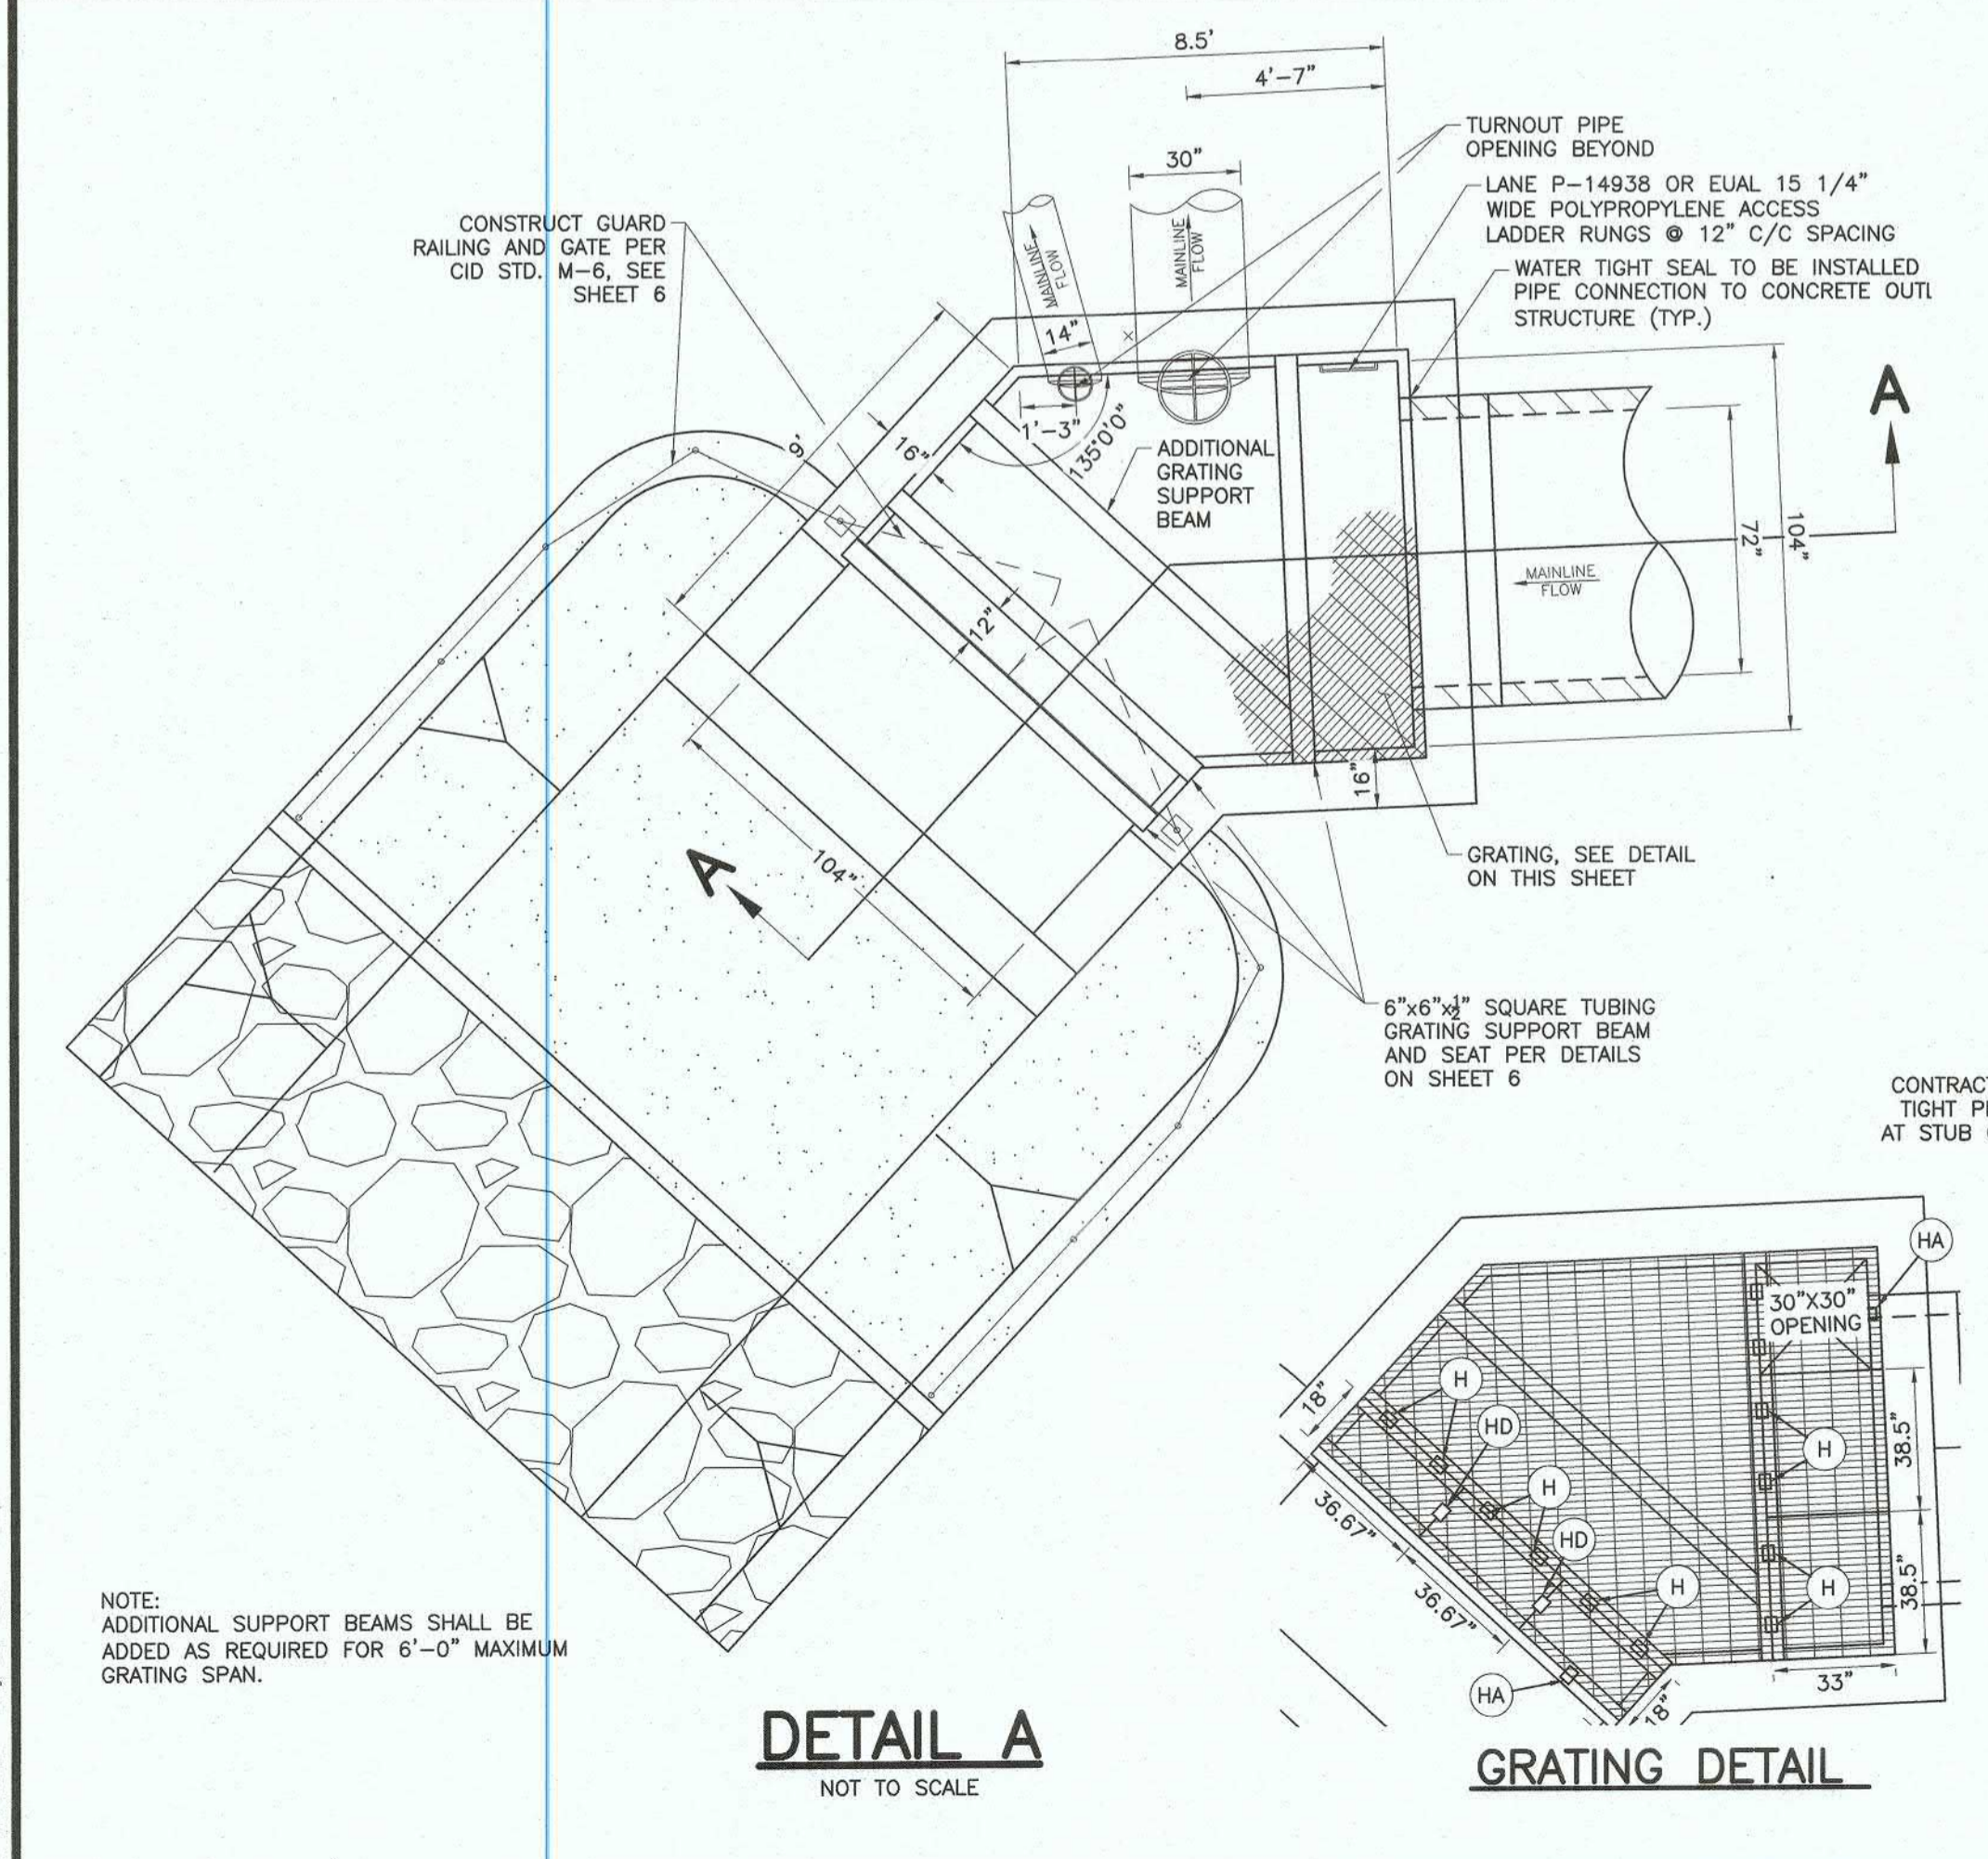 8.5'
4'-7"
30"
TURNOUT PIPE
OPENING BEYOND
LANE P-14938 OR EUAL 15 1/4"
WIDE POLYPROPYLENE ACCESS
LADDER RUNGS @ 12" C/C SPACING
WATER TIGHT SEAL TO BE INSTALLED
PIPE CONNECTION TO CONCRETE OUTL
STRUCTURE (TYP.)
CONSTRUCT GUARD
RAILING AND GATE PER
CID STD. M-6, SEE
SHEET 6
MAINLINE
FLOW
MAINLINE
FLOW
14"
1'-3"
135°0'0"
9'
16"
12"
ADDITIONAL
GRATING
SUPPORT
BEAM
MAINLINE
FLOW
72"
104"
A
16"
GRATING, SEE DETAIL
ON THIS SHEET
A
104"
6"x6"x1/2" SQUARE TUBING
GRATING SUPPORT BEAM
AND SEAT PER DETAILS
ON SHEET 6
CONTRACT
TIGHT
AT STUB
HA
30"X30"
OPENING
18"
H
HD
H
38.5"
H
HD
36.67"
H
H
38.5"
36.67"
HA
18"
33"
NOTE:
ADDITIONAL SUPPORT BEAMS SHALL BE
ADDED AS REQUIRED FOR 6'-0" MAXIMUM
GRATING SPAN.
DETAIL A
NOT TO SCALE
GRATING DETAIL